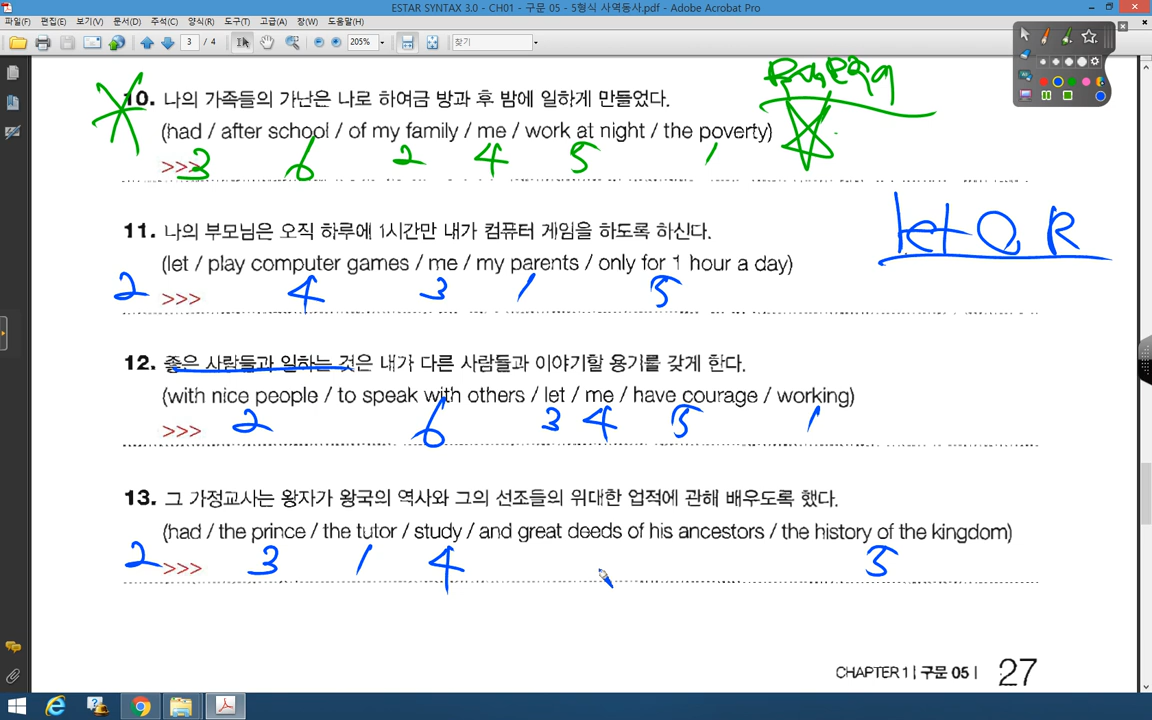 ESTAR SYNTAX 3.0 - CH01 - 구문 05 - 5형식 사역동사.pdf - Adobe Acrobat Pro
파일(F) 편집(E) 보기(V) 문서(D) 주석(C) 양식(R) 도구(T) 고급(A) 창(W) 도움말(H)
3 / 4 205% 찾기
10. 나의 가족들의 가난은 나로 하여금 방과 후 밤에 일하게 만들었다.
(had / after school / of my family / me / work at night / the poverty)
>>> 3 6 2 4 5 1
let O R
11. 나의 부모님은 오직 하루에 1시간만 내가 컴퓨터 게임을 하도록 하신다.
(let / play computer games / me / my parents / only for 1 hour a day)
2 >>> 4 3 1 5
12. 좋은 사람들과 일하는 것은 내가 다른 사람들과 이야기할 용기를 갖게 한다.
(with nice people / to speak with others / let / me / have courage / working)
>>> 2 6 3 4 5 1
13. 그 가정교사는 왕자가 왕국의 역사와 그의 선조들의 위대한 업적에 관해 배우도록 했다.
(had / the prince / the tutor / study / and great deeds of his ancestors / the history of the kingdom)
2 >>> 3 1 4 5
CHAPTER 1 | 구문 05 | 27